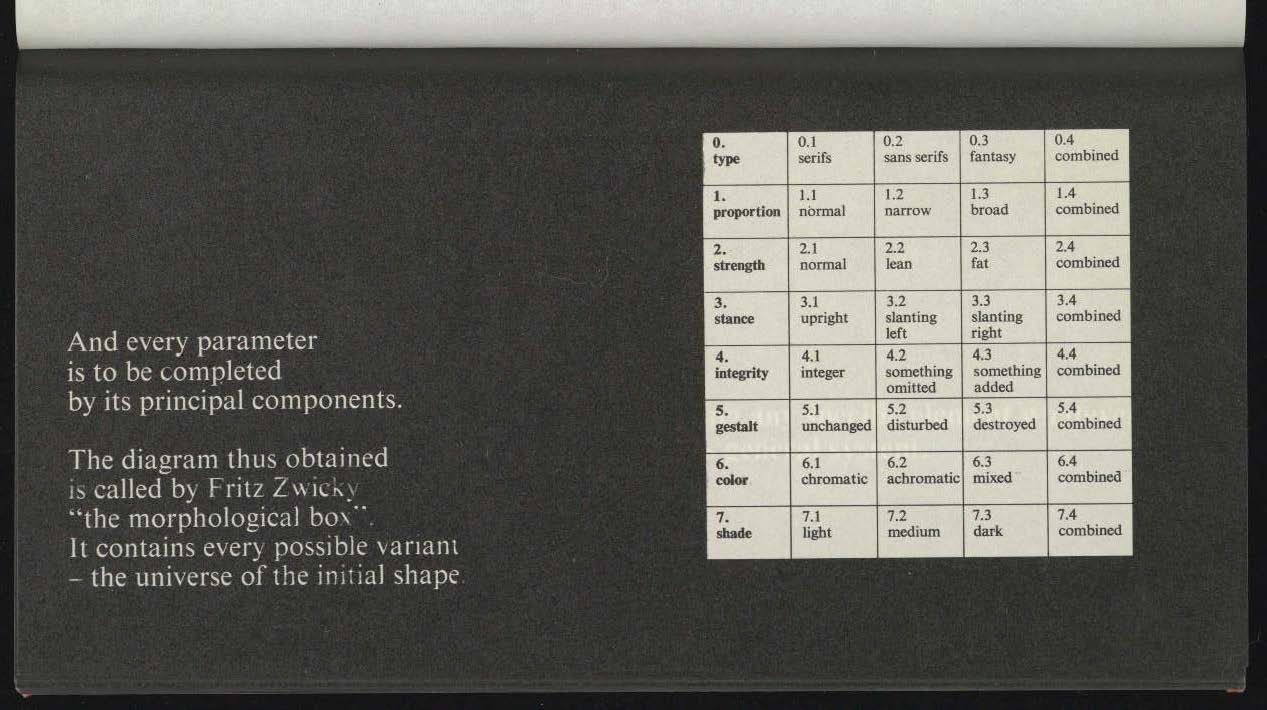 And every parameter
is to be completed
by its principal components.
The diagram thus obtained
is called by Fritz Zwicky
“the morphological box”.
It contains every possible variant
– the universe of the initial shape.
0. 0.1 0.2 0.3 0.4
type serifs sans serifs fantasy combined
1. 1.1 1.2 1.3 1.4
proportion normal narrow broad combined
2. 2.1 2.2 2.3 2.4
strength normal lean fat combined
3. 3.1 3.2 3.3 3.4
stance upright slanting slanting combined
left right
4. 4.1 4.2 4.3 4.4
integrity integer something something combined
omitted added
5. 5.1 5.2 5.3 5.4
gestalt unchanged disturbed destroyed combined
6. 6.1 6.2 6.3 6.4
color chromatic achromatic mixed combined
7. 7.1 7.2 7.3 7.4
shade light medium dark combined